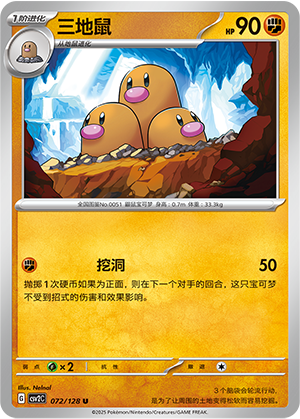 1阶进化
三地鼠
HP 90
从地鼠进化
全国图鉴No.0051 鼹鼠宝可梦 身高：0.7m 体重：33.3kg
挖洞 50
抛掷1次硬币如果为正面，则在下一个对手的回合，这只宝可梦
不受到招式的伤害和效果影响。
弱点 ×2 抵抗力 撤退
Illus. Nelnal
G CSV2C 072/128 U
3个脑袋会轮流行动，
是为了让周围的土地变得松软而容易挖掘。
©2025 Pokémon/Nintendo/Creatures/GAME FREAK.